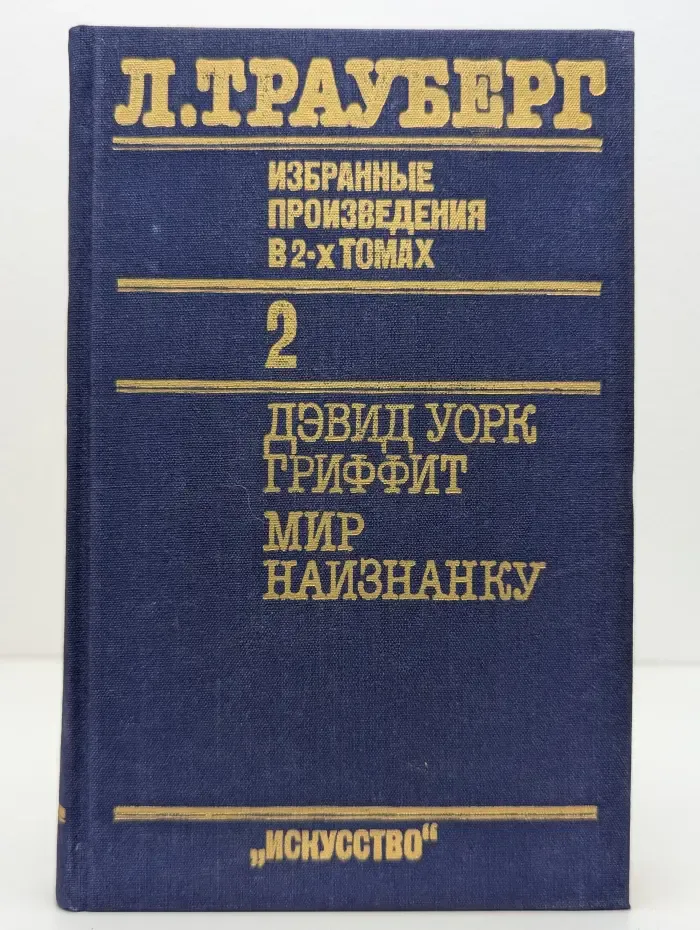 Л.ТРАУБЕРГ
ИЗБРАННЫЕ
ПРОИЗВЕДЕНИЯ
В 2-х ТОМАХ
2
ДЭВИД УОРК
ГРИФФИТ
МИР
НАИЗНАНКУ
„ИСКУССТВО“